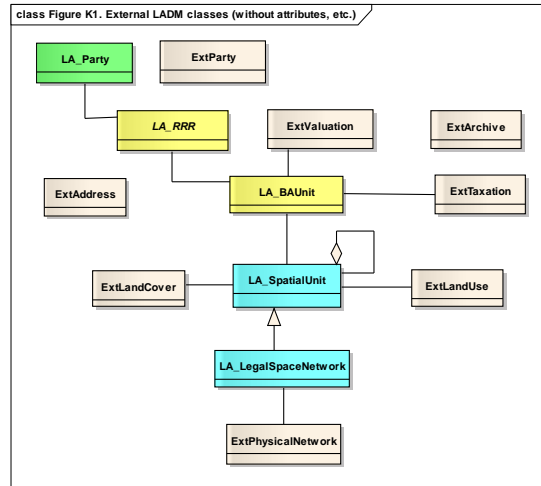 class Figure K1. External LADM classes (without attributes, etc.)
LA_Party
ExtParty
LA_RRR
ExtValuation
ExtArchive
ExtAddress
LA_BAUnit
ExtTaxation
ExtLandCover
LA_SpatialUnit
ExtLandUse
LA_LegalSpaceNetwork
ExtPhysicalNetwork